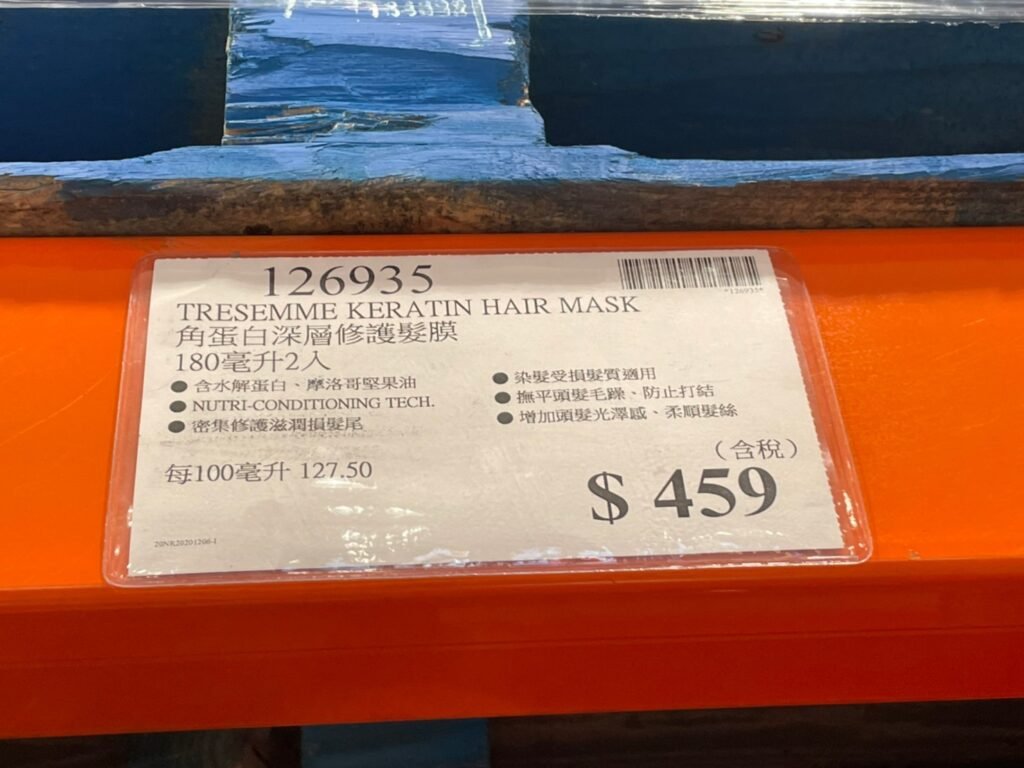 126935
*126935*
TRESEMME KERATIN HAIR MASK
角蛋白深層修護髮膜
180毫升2入
● 含水解蛋白、摩洛哥堅果油
● NUTRI-CONDITIONING TECH.
● 密集修護滋潤損髮尾
● 染髮受損髮質適用
● 撫平頭髮毛躁、防止打結
● 增加頭髮光澤感、柔順髮絲
每100毫升 127.50
(含稅)
$ 459